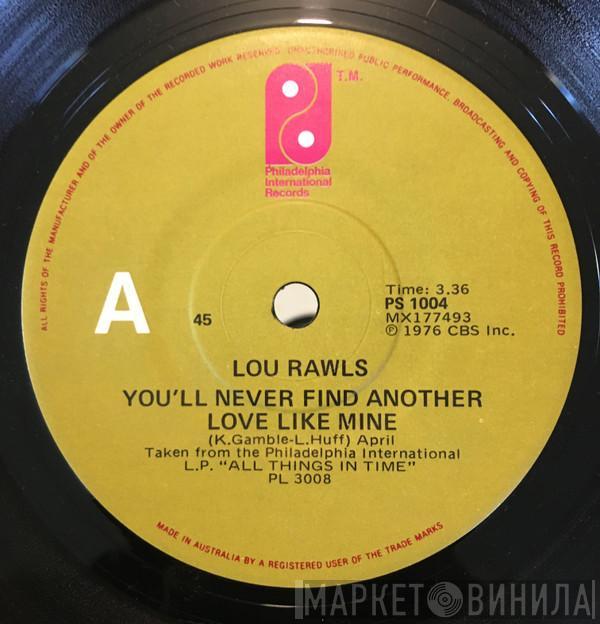 ALL RIGHTS OF THE MANUFACTURER AND OF THE OWNER OF THE RECORDED WORK RESERVED. UNAUTHORISED PUBLIC PERFORMANCE, BROADCASTING AND COPYING OF THIS RECORD PROHIBITED
T.M.
Philadelphia
International
Records
A
45
Time: 3.36
PS 1004
MX177493
℗ 1976 CBS Inc.
LOU RAWLS
YOU'LL NEVER FIND ANOTHER
LOVE LIKE MINE
(K.Gamble-L.Huff) April
Taken from the Philadelphia International
L.P. "ALL THINGS IN TIME"
PL 3008
MADE IN AUSTRALIA BY A REGISTERED USER OF THE TRADE MARKS
МАРКЕТ ВИНИЛА